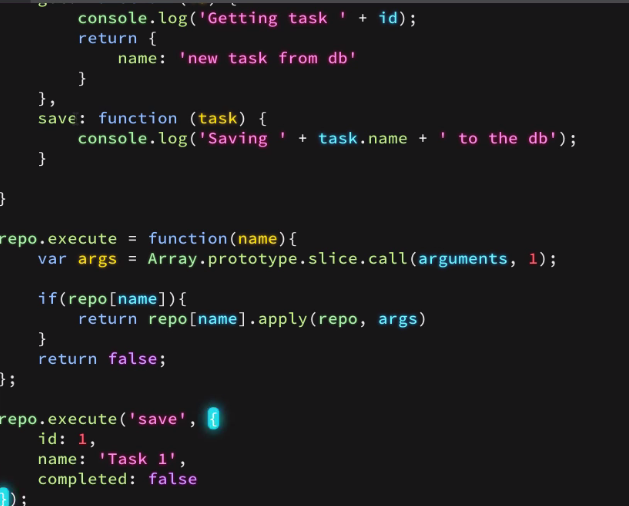 console.log('Getting task ' + id);
        return {
            name: 'new task from db'
        }
    },
    save: function (task) {
        console.log('Saving ' + task.name + ' to the db');
    }

}

repo.execute = function(name){
    var args = Array.prototype.slice.call(arguments, 1);

    if(repo[name]){
        return repo[name].apply(repo, args)
    }
    return false;
};

repo.execute('save', {
    id: 1,
    name: 'Task 1',
    completed: false
});